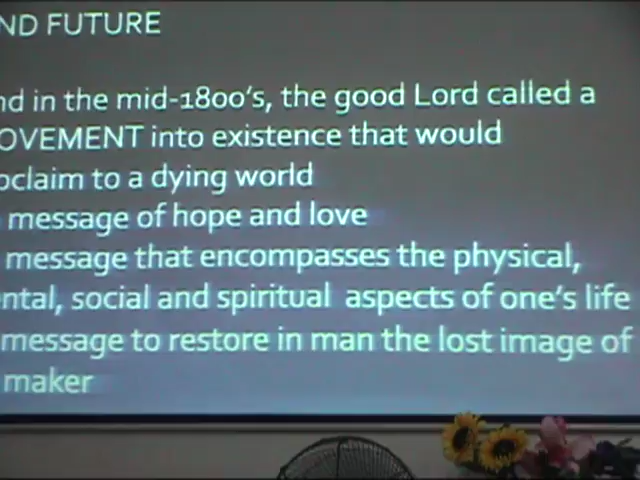 ND FUTURE
nd in the mid-1800's, the good Lord called a
OVEMENT into existence that would
oclaim to a dying world
message of hope and love
message that encompasses the physical,
ntal, social and spiritual aspects of one's life
message to restore in man the lost image of
maker